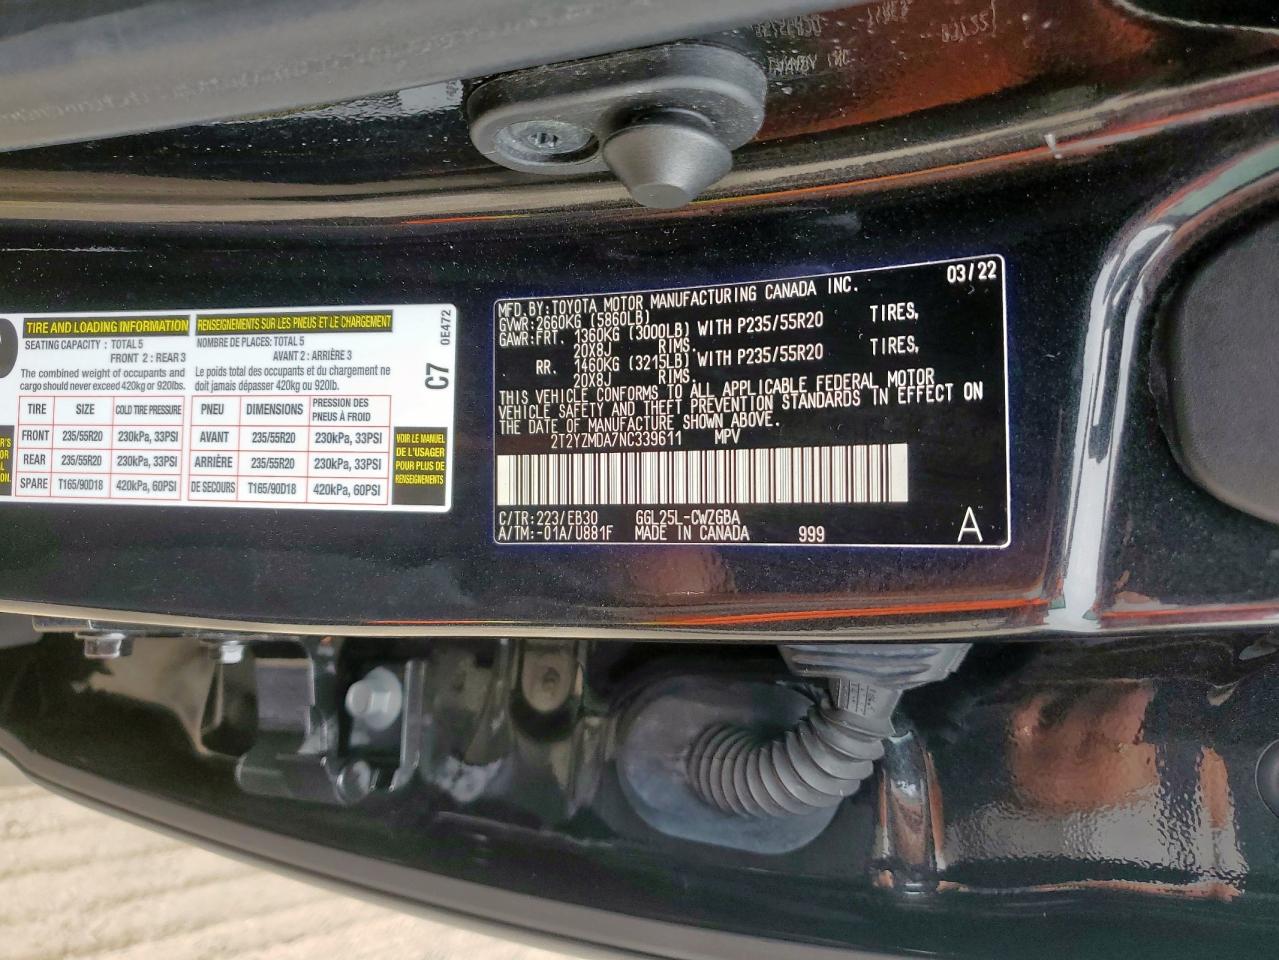 TIRE AND LOADING INFORMATION
SEATING CAPACITY : TOTAL 5
FRONT 2 : REAR 3
The combined weight of occupants and
cargo should never exceed 420kg or 920lbs.
TIRE SIZE COLD TIRE PRESSURE
FRONT 235/55R20 230kPa, 33PSI
REAR 235/55R20 230kPa, 33PSI
SPARE T165/90D18 420kPa, 60PSI
RENSEIGNEMENTS SUR LES PNEUS ET LE CHARGEMENT
NOMBRE DE PLACES: TOTAL 5
AVANT 2 : ARRIÈRE 3
Le poids total des occupants et du chargement ne
doit jamais dépasser 420kg ou 920lb.
PNEU DIMENSIONS PRESSION DES PNEUS À FROID
AVANT 235/55R20 230kPa, 33PSI
ARRIÈRE 235/55R20 230kPa, 33PSI
DE SECOURS T165/90D18 420kPa, 60PSI
VOIR LE MANUEL
DE L'USAGER
POUR PLUS DE
RENSEIGNEMENTS
C7
0E472
MFD. BY: TOYOTA MOTOR MANUFACTURING CANADA INC. 03/22
GVWR: 2660KG (5860LB)
GAWR: FRT. 1360KG (3000LB) WITH P235/55R20 TIRES,
20X8J RIMS,
RR. 1460KG (3215LB) WITH P235/55R20 TIRES,
20X8J RIMS.
THIS VEHICLE CONFORMS TO ALL APPLICABLE FEDERAL MOTOR
VEHICLE SAFETY AND THEFT PREVENTION STANDARDS IN EFFECT ON
THE DATE OF MANUFACTURE SHOWN ABOVE.
2T2YZMDA7NC339611 MPV
C/TR: 223/EB30 GGL25L-CWZGBA
A/TM: -01A/U881F MADE IN CANADA 999 A